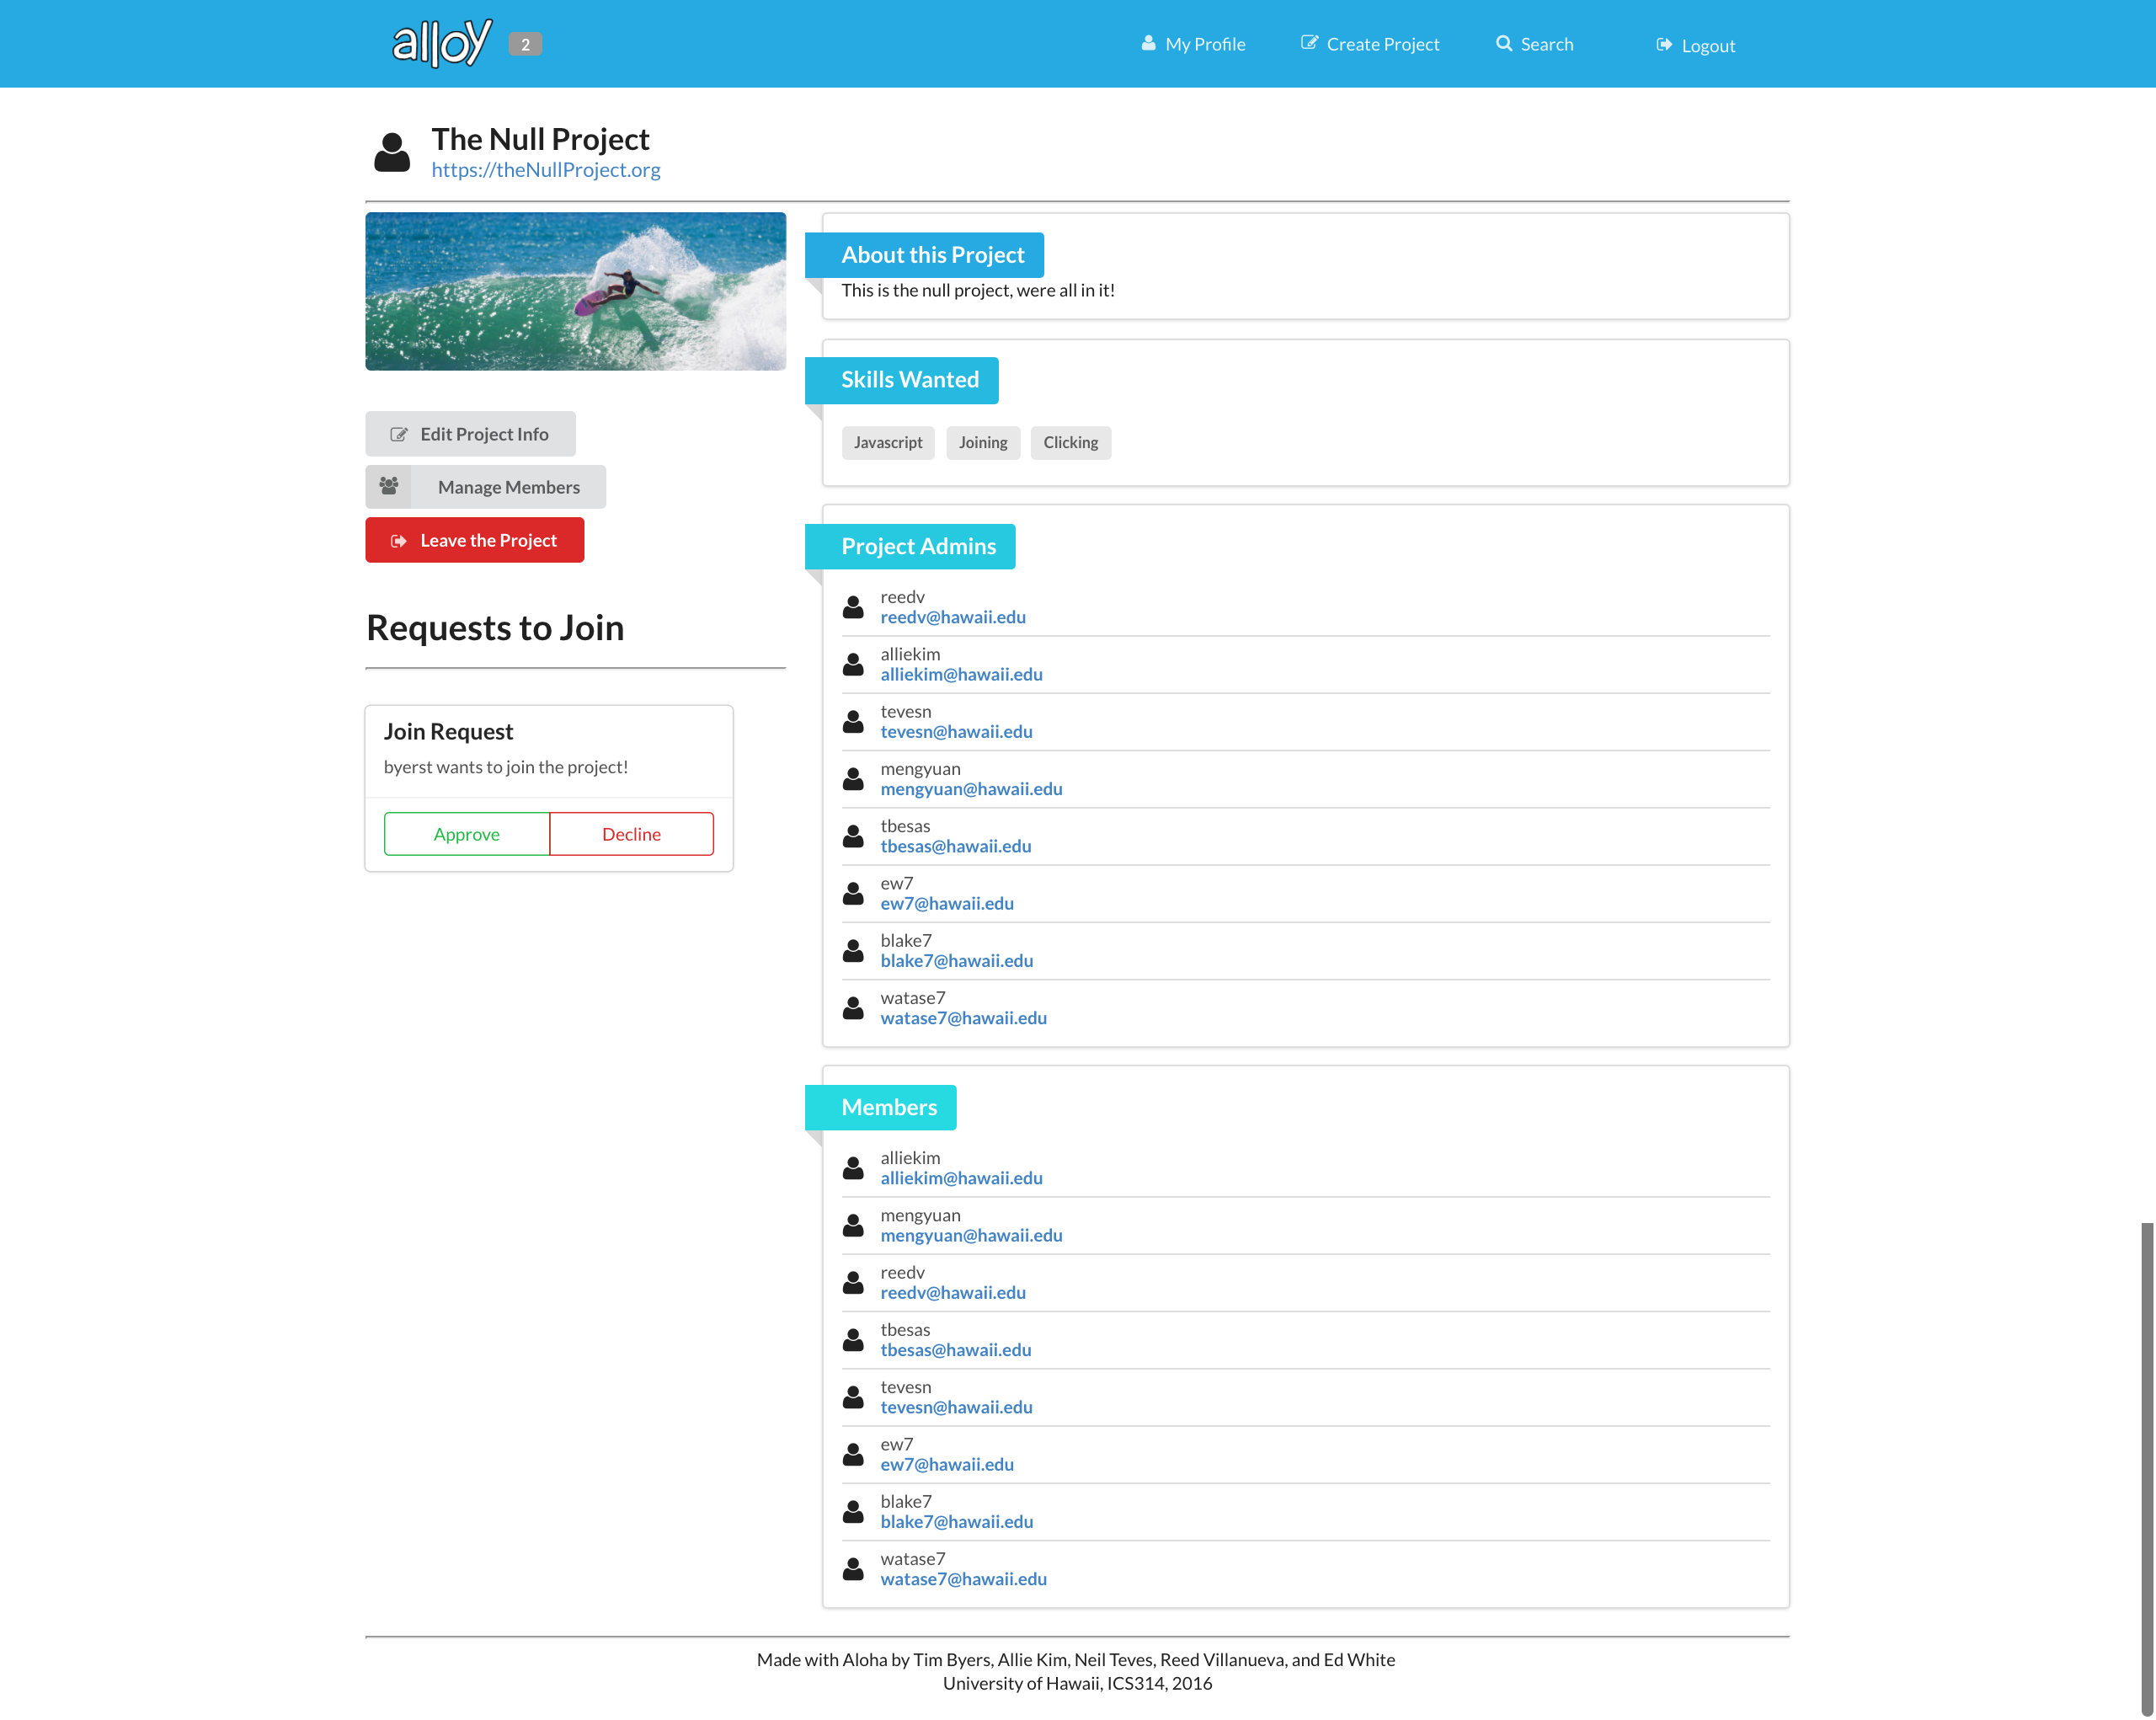 alloy 2 My Profile Create Project Search Logout
The Null Project
https://theNullProject.org
Edit Project Info
Manage Members
Leave the Project
Requests to Join
Join Request
byerst wants to join the project!
Approve Decline
About this Project
This is the null project, were all in it!
Skills Wanted
Javascript Joining Clicking
Project Admins
reedv
reedv@hawaii.edu
alliekim
alliekim@hawaii.edu
tevesn
tevesn@hawaii.edu
mengyuan
mengyuan@hawaii.edu
tbesas
tbesas@hawaii.edu
ew7
ew7@hawaii.edu
blake7
blake7@hawaii.edu
watase7
watase7@hawaii.edu
Members
alliekim
alliekim@hawaii.edu
mengyuan
mengyuan@hawaii.edu
reedv
reedv@hawaii.edu
tbesas
tbesas@hawaii.edu
tevesn
tevesn@hawaii.edu
ew7
ew7@hawaii.edu
blake7
blake7@hawaii.edu
watase7
watase7@hawaii.edu
Made with Aloha by Tim Byers, Allie Kim, Neil Teves, Reed Villanueva, and Ed White
University of Hawaii, ICS314, 2016